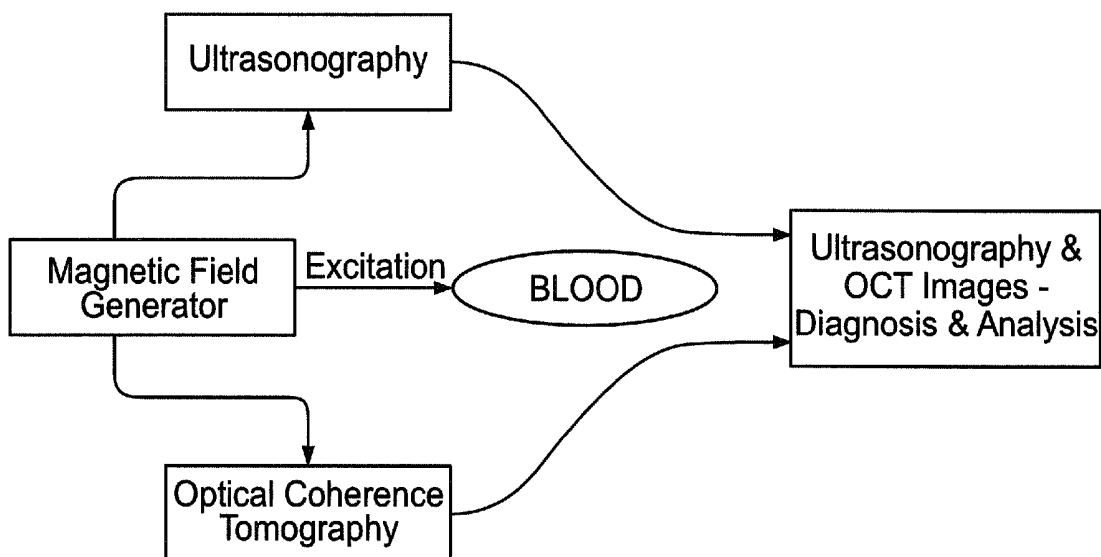 Ultrasonography
Magnetic Field
Generator
Excitation
BLOOD
Ultrasonography &
OCT Images -
Diagnosis & Analysis
Optical Coherence
Tomography